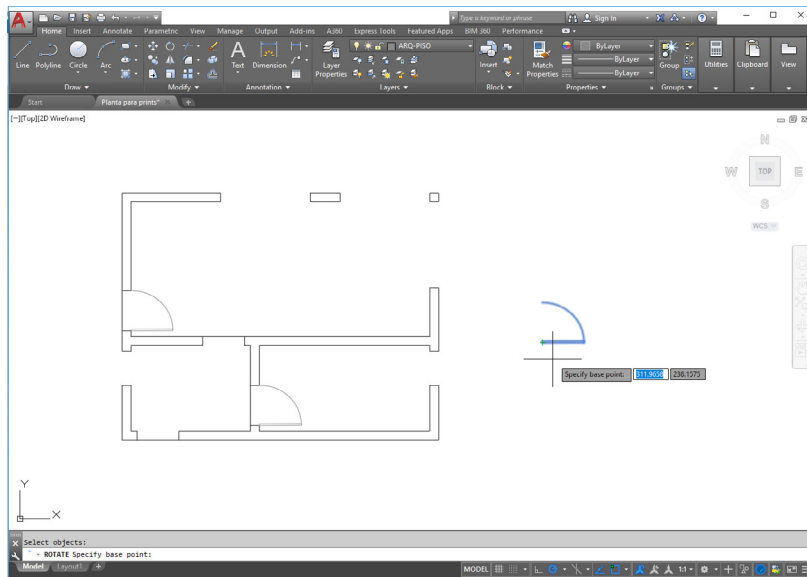 A
Type a keyword or phrase
Sign In
Home Insert Annotate Parametric View Manage Output Add-ins A360 Express Tools Featured Apps BIM 360 Performance
Line Polyline Circle Arc
Text Dimension
Layer
Properties
ARQ-PISO
Insert
Match
Properties
ByLayer
ByLayer
ByLayer
Group
Utilities
Clipboard
View
Draw Modify Annotation Layers Block Properties Groups
Start Planta para prints*
[−][Top][2D Wireframe]
N
W TOP E
S
WCS
Specify base point: 311.9656 238.1575
Y
X
Select objects:
ROTATE Specify base point:
Model Layout1 +
MODEL 1:1